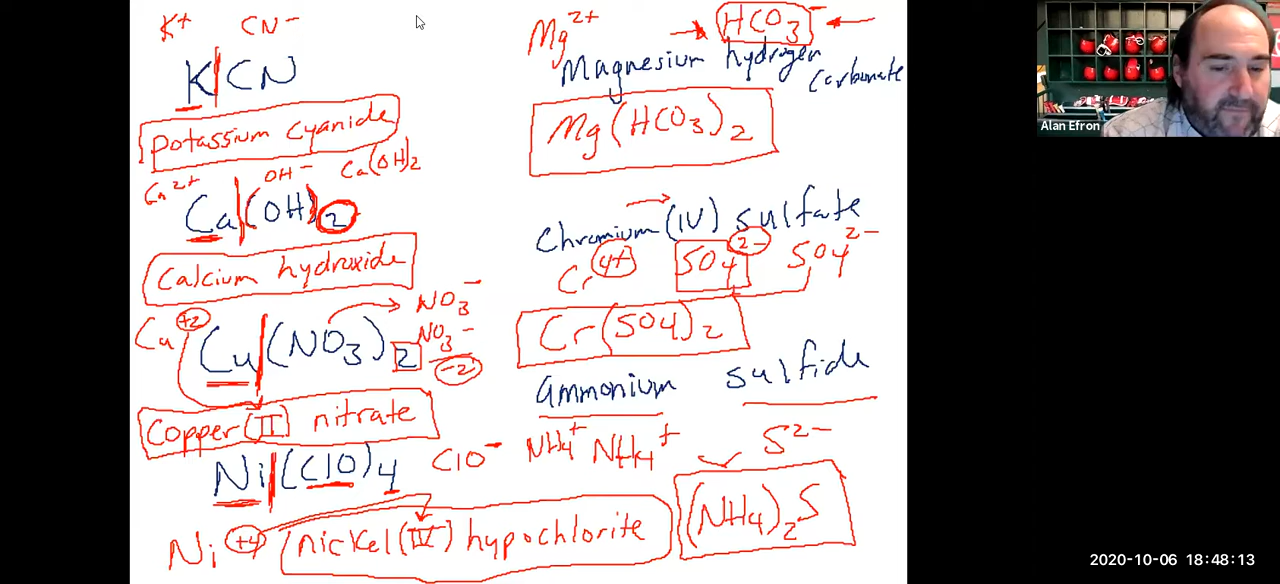 K+ CN-
K|CN
Potassium Cyanide
Ca2+ OH- Ca(OH)2
Ca|(OH)2
Calcium hydroxide
NO3-
Cu +2 Cu|(NO3)2 NO3-
-2
Copper(II) nitrate
Ni|(ClO)4 ClO-
Ni +4 nickel(IV) hypochlorite
Mg2+ HCO3-
Magnesium hydrogen
carbonate
Mg(HCO3)2
Chromium (IV) sulfate
Cr4+ SO4 2- SO4 2-
Cr(SO4)2
ammonium sulfide
NH4+ NH4+ S2-
(NH4)2S
Alan Efron
2020-10-06 18:48:13